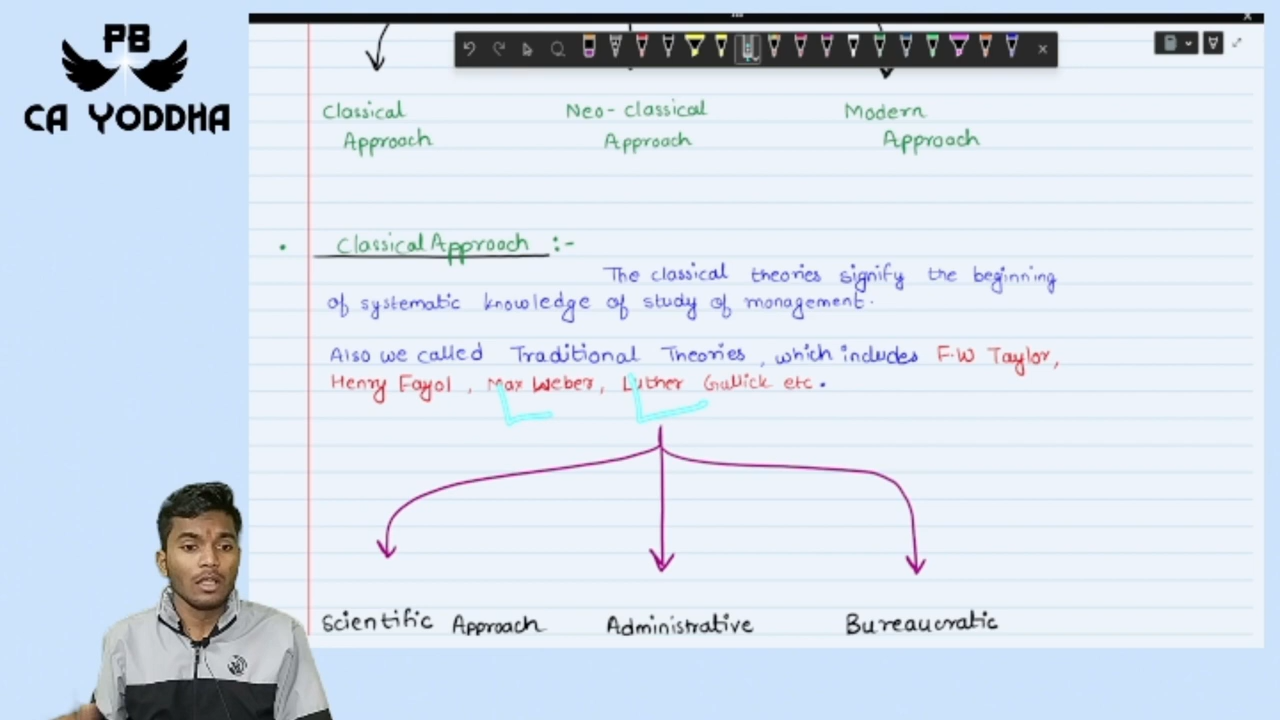 PB
CA YODDHA
Classical Neo-classical Modern
Approach Approach Approach
• Classical Approach :-
The classical theories signify the beginning
of systematic knowledge of study of management.
Also we called Traditional Theories, which includes F.W Taylor,
Henry Fayol, Max Weber, Luther Gullick etc.
Scientific Approach Administrative Bureaucratic